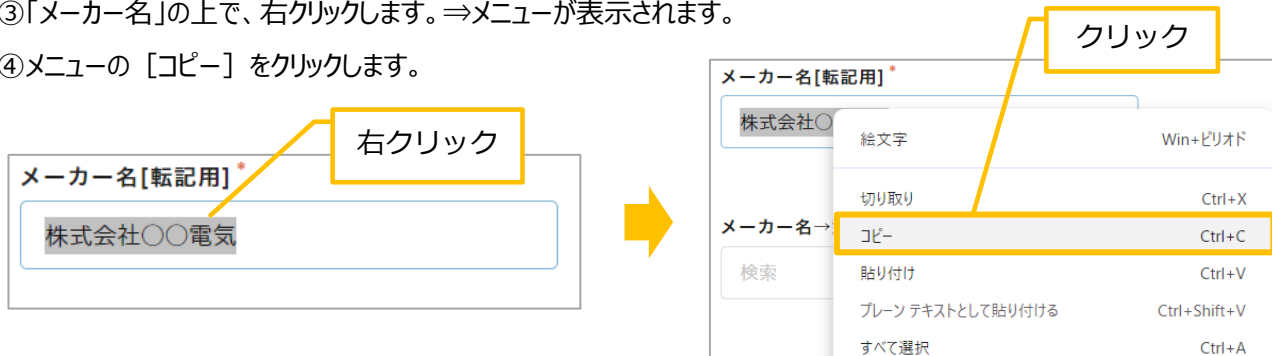 ③「メーカー名」の上で、右クリックします。⇒メニューが表示されます。
④メニューの［コピー］をクリックします。
右クリック
メーカー名[転記用]*
株式会社〇〇電気
クリック
メーカー名[転記用]*
株式会社〇
絵文字 Win+ピリオド
切り取り Ctrl+X
メーカー名→
コピー Ctrl+C
検索
貼り付け Ctrl+V
プレーン テキストとして貼り付ける Ctrl+Shift+V
すべて選択 Ctrl+A